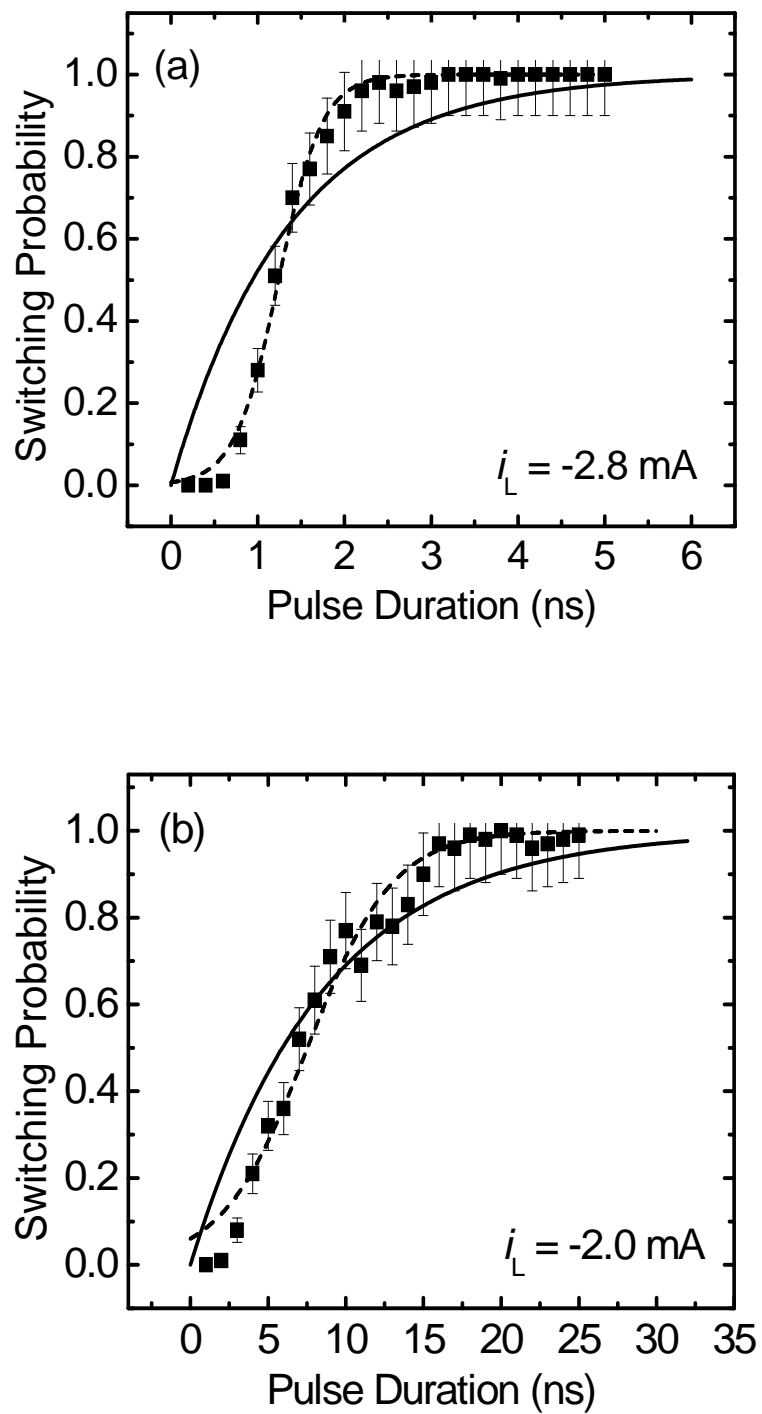 (a)
1.0
0.8
0.6
0.4
0.2
0.0
Switching Probability
iL = -2.8 mA
0 1 2 3 4 5 6
Pulse Duration (ns)
(b)
1.0
0.8
0.6
0.4
0.2
0.0
Switching Probability
iL = -2.0 mA
0 5 10 15 20 25 30 35
Pulse Duration (ns)